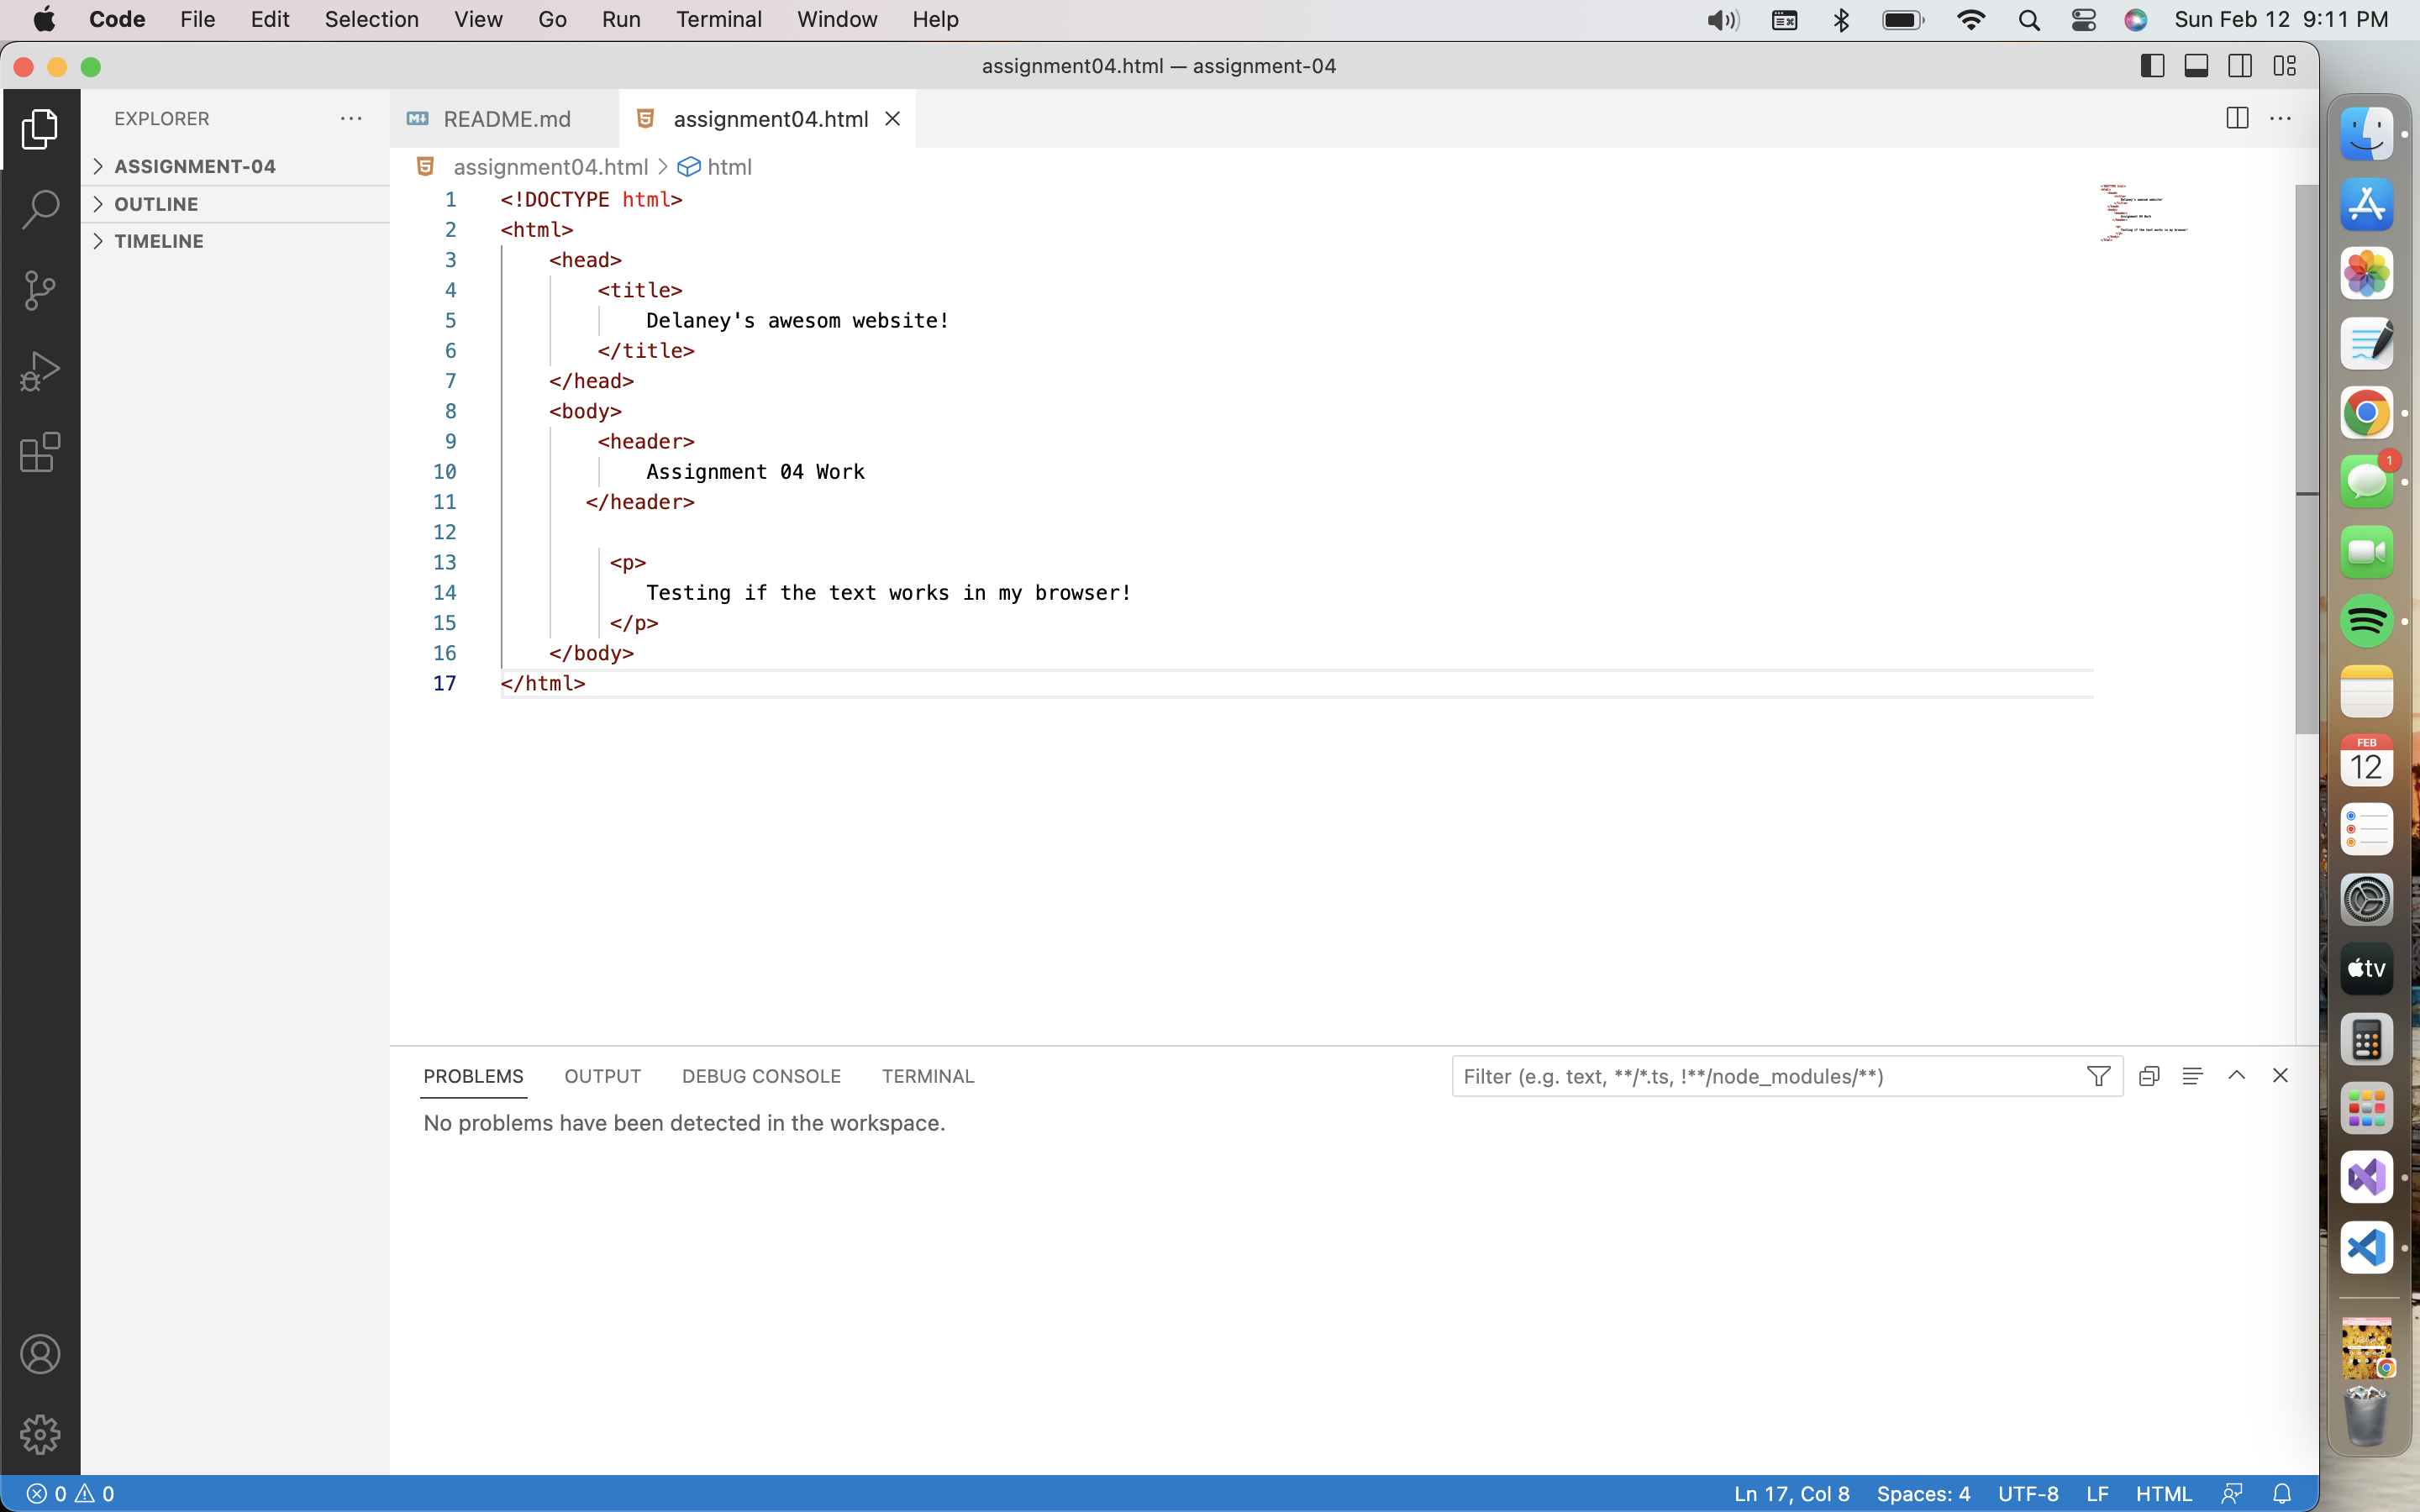 Code File Edit Selection View Go Run Terminal Window Help Sun Feb 12 9:11 PM
assignment04.html — assignment-04
EXPLORER
README.md assignment04.html
assignment04.html > html
ASSIGNMENT-04
OUTLINE
TIMELINE
1 <!DOCTYPE html>
2 <html>
3 <head>
4 <title>
5 Delaney's awesom website!
6 </title>
7 </head>
8 <body>
9 <header>
10 Assignment 04 Work
11 </header>
12
13 <p>
14 Testing if the text works in my browser!
15 </p>
16 </body>
17 </html>
PROBLEMS OUTPUT DEBUG CONSOLE TERMINAL Filter (e.g. text, **/*.ts, !**/node_modules/**)
No problems have been detected in the workspace.
0 0 Ln 17, Col 8 Spaces: 4 UTF-8 LF HTML
1
FEB
12
tv